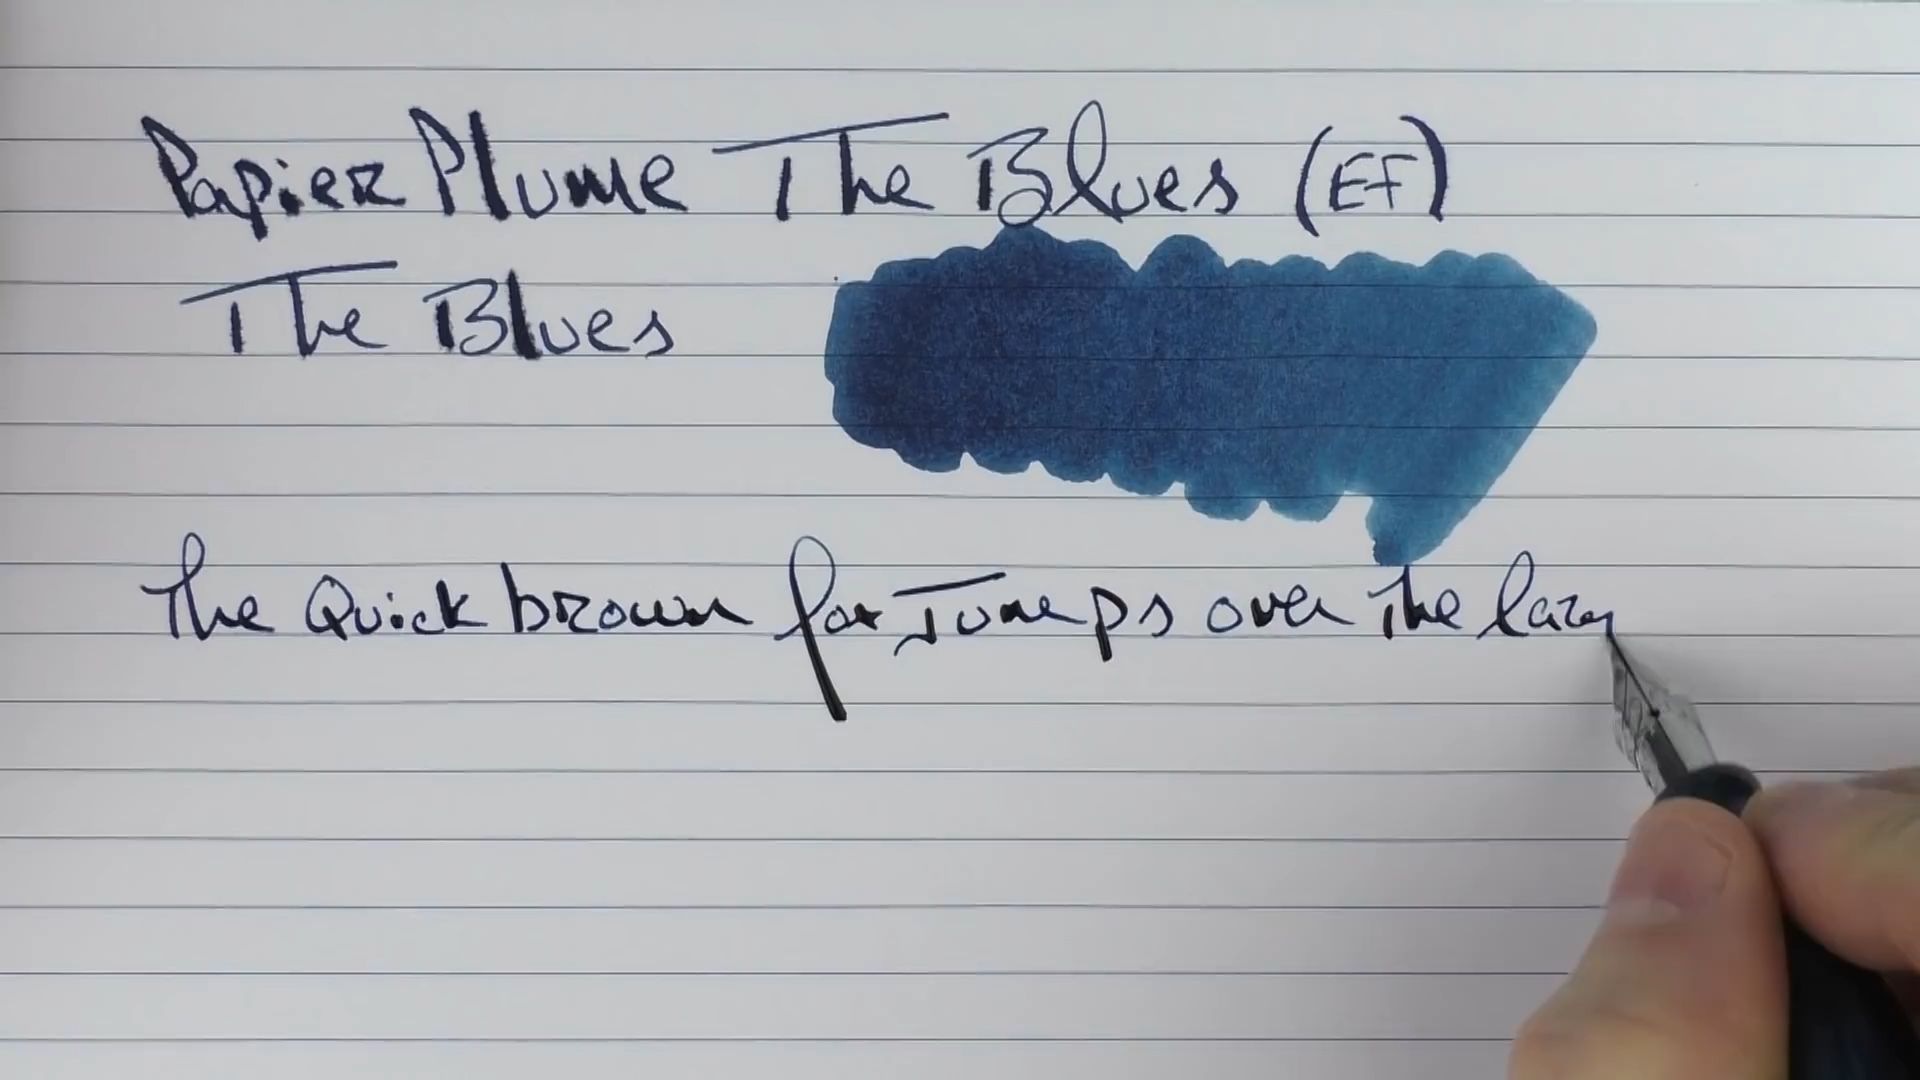 Papier Plume The Blues (EF)
The Blues
The Quick brown fox Jumps over The lazy